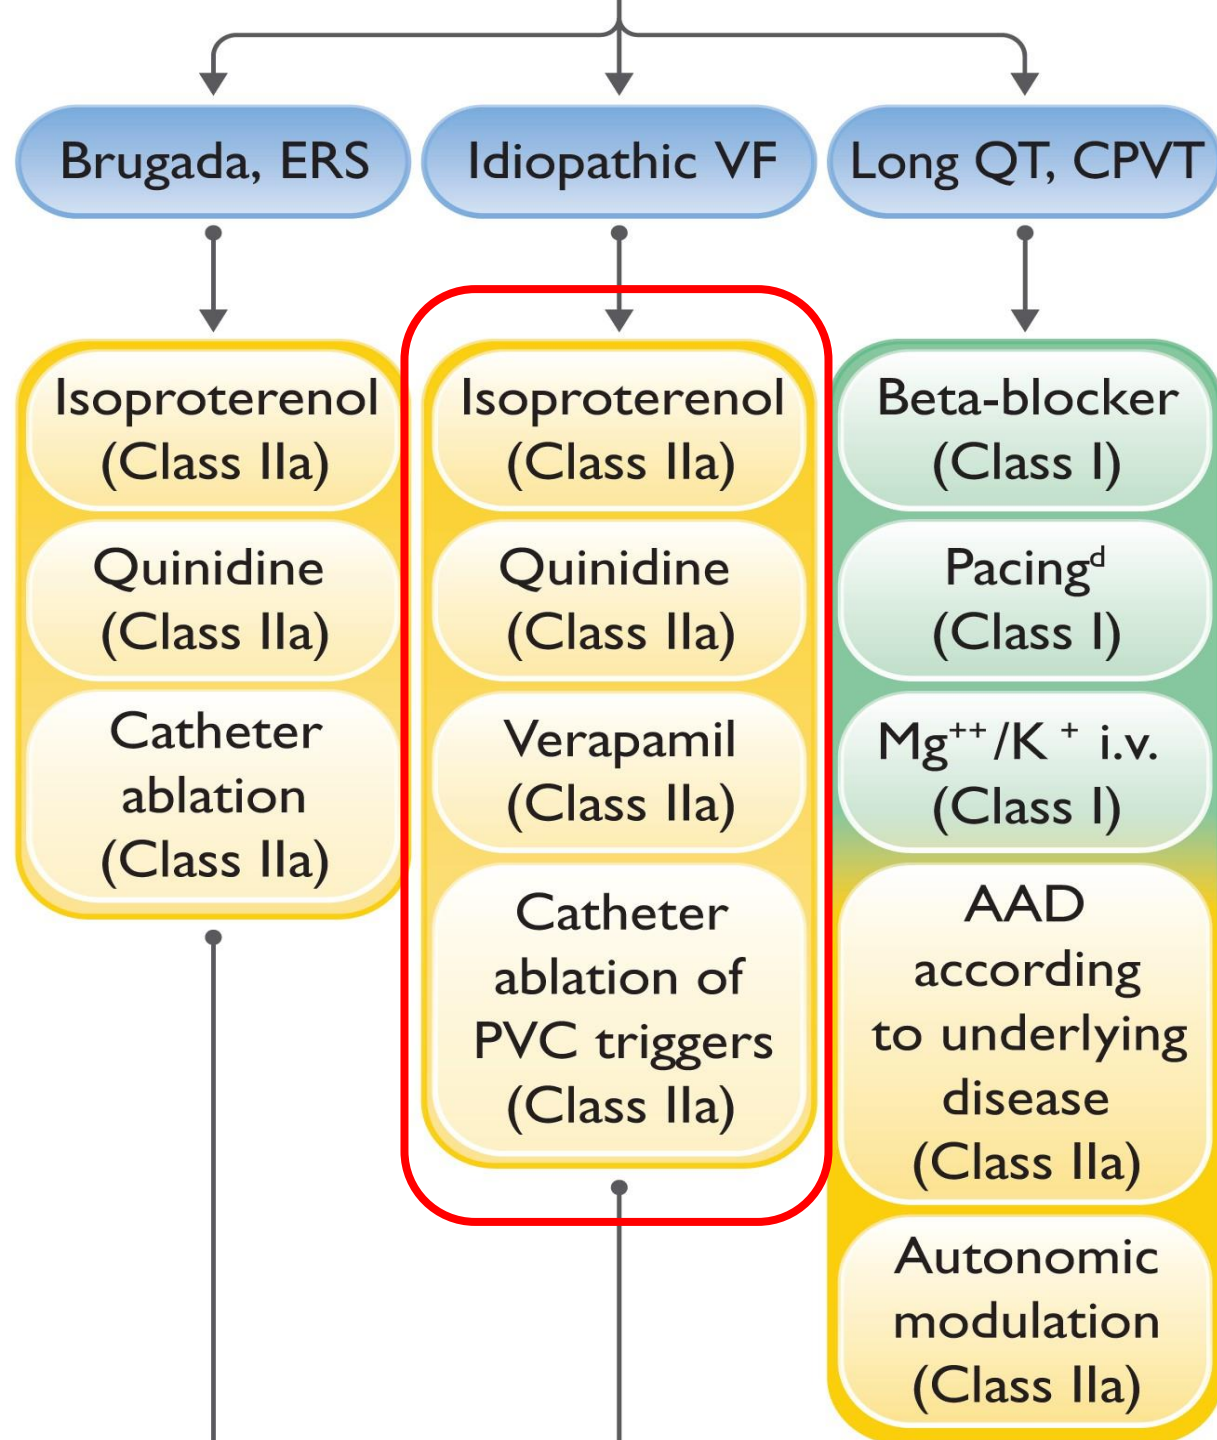 Brugada, ERS
Idiopathic VF
Long QT, CPVT
Isoproterenol
(Class IIa)
Quinidine
(Class IIa)
Catheter
ablation
(Class IIa)
Isoproterenol
(Class IIa)
Quinidine
(Class IIa)
Verapamil
(Class IIa)
Catheter
ablation of
PVC triggers
(Class IIa)
Beta-blocker
(Class I)
Pacingᵈ
(Class I)
Mg⁺⁺/K⁺ i.v.
(Class I)
AAD
according
to underlying
disease
(Class IIa)
Autonomic
modulation
(Class IIa)